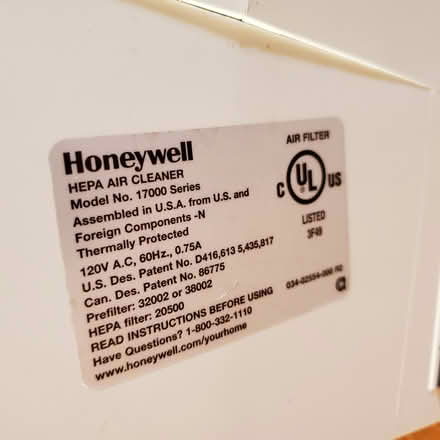 Honeywell
HEPA AIR CLEANER
Model No. 17000 Series
Assembled in U.S.A. from U.S. and
Foreign Components -N
Thermally Protected
120V A.C, 60Hz., 0.75A
U.S. Des. Patent No. D416,613 5,435,817
Can. Des. Patent No. 86775
Prefilter: 32002 or 38002
HEPA filter: 20500
READ INSTRUCTIONS BEFORE USING
Have Questions? 1-800-332-1110
www.honeywell.com/yourhome
AIR FILTER
C UL US
LISTED
3F49